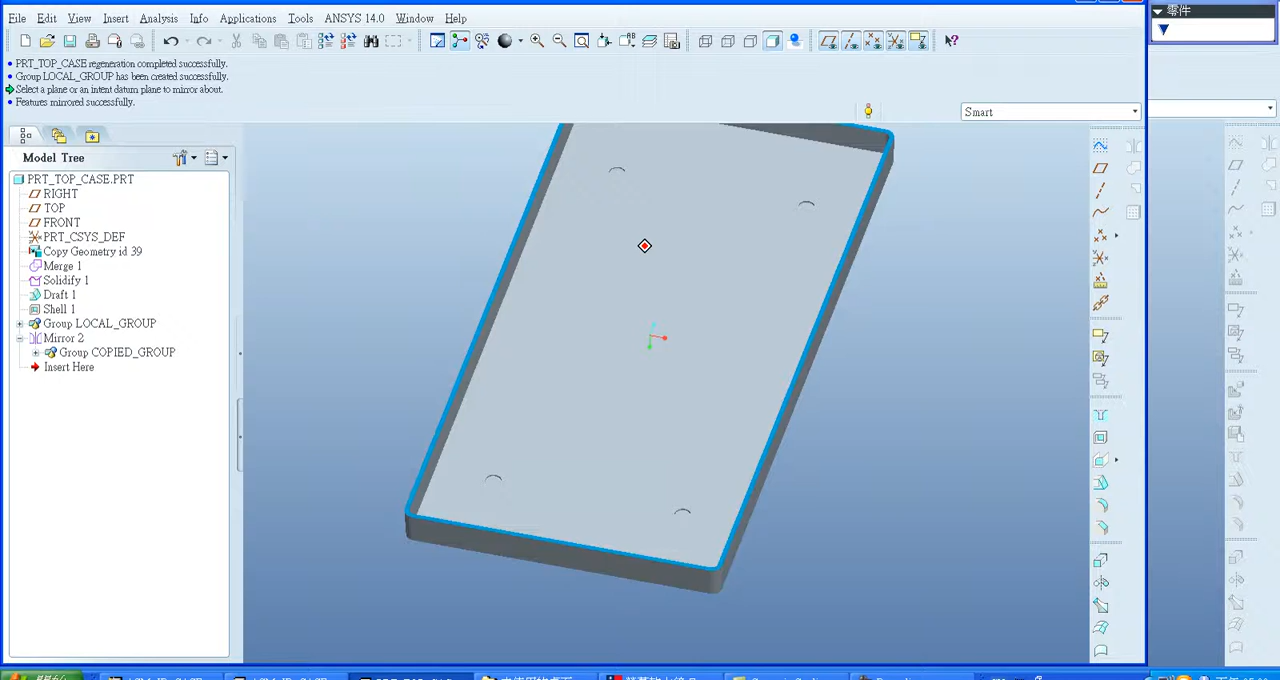 零件
File Edit View Insert Analysis Info Applications Tools ANSYS 14.0 Window Help
PRT_TOP_CASE regeneration completed successfully.
Group LOCAL_GROUP has been created successfully.
Select a plane or an intent datum plane to mirror about.
Features mirrored successfully.
Smart
Model Tree
PRT_TOP_CASE.PRT
RIGHT
TOP
FRONT
PRT_CSYS_DEF
Copy Geometry id 39
Merge 1
Solidify 1
Draft 1
Shell 1
Group LOCAL_GROUP
Mirror 2
Group COPIED_GROUP
Insert Here